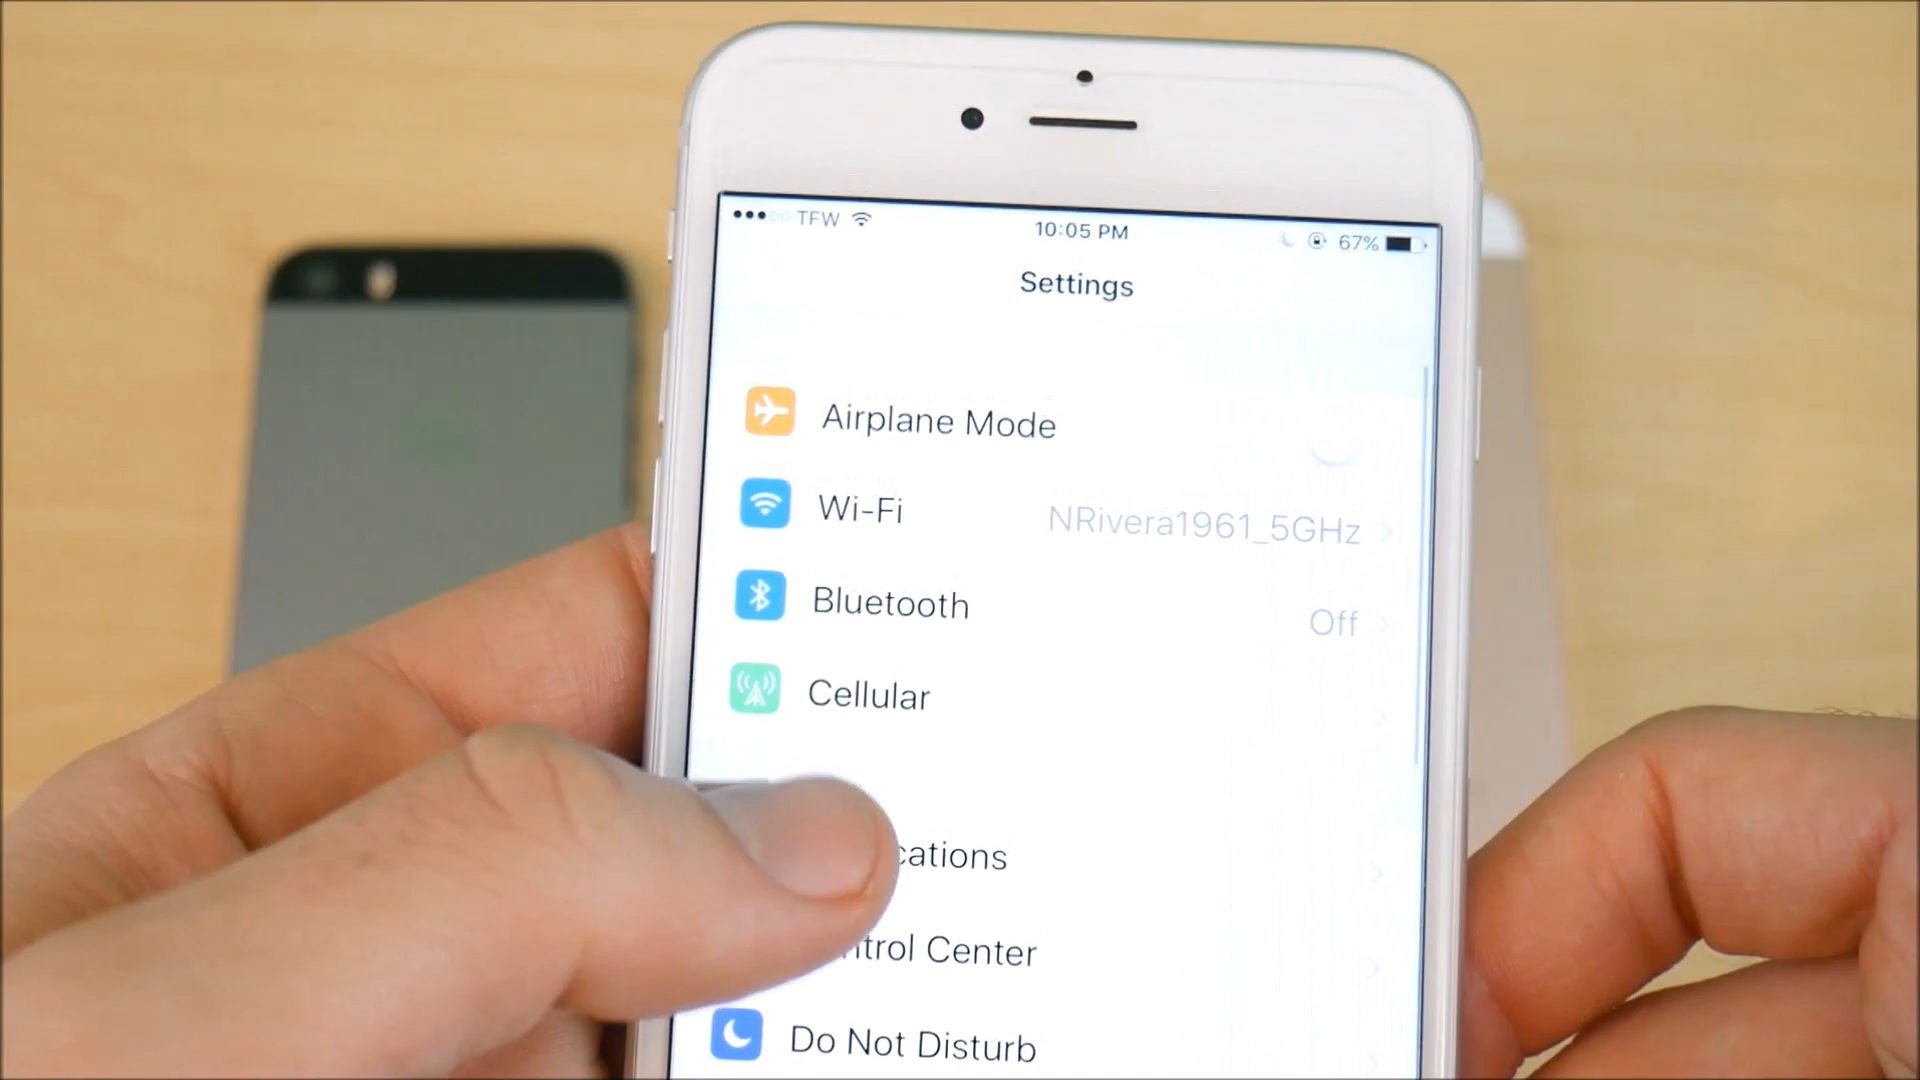 TFW 10:05 PM 67%
Settings
Airplane Mode
Wi-Fi NRivera1961_5GHz
Bluetooth Off
Cellular
cations
ntrol Center
Do Not Disturb